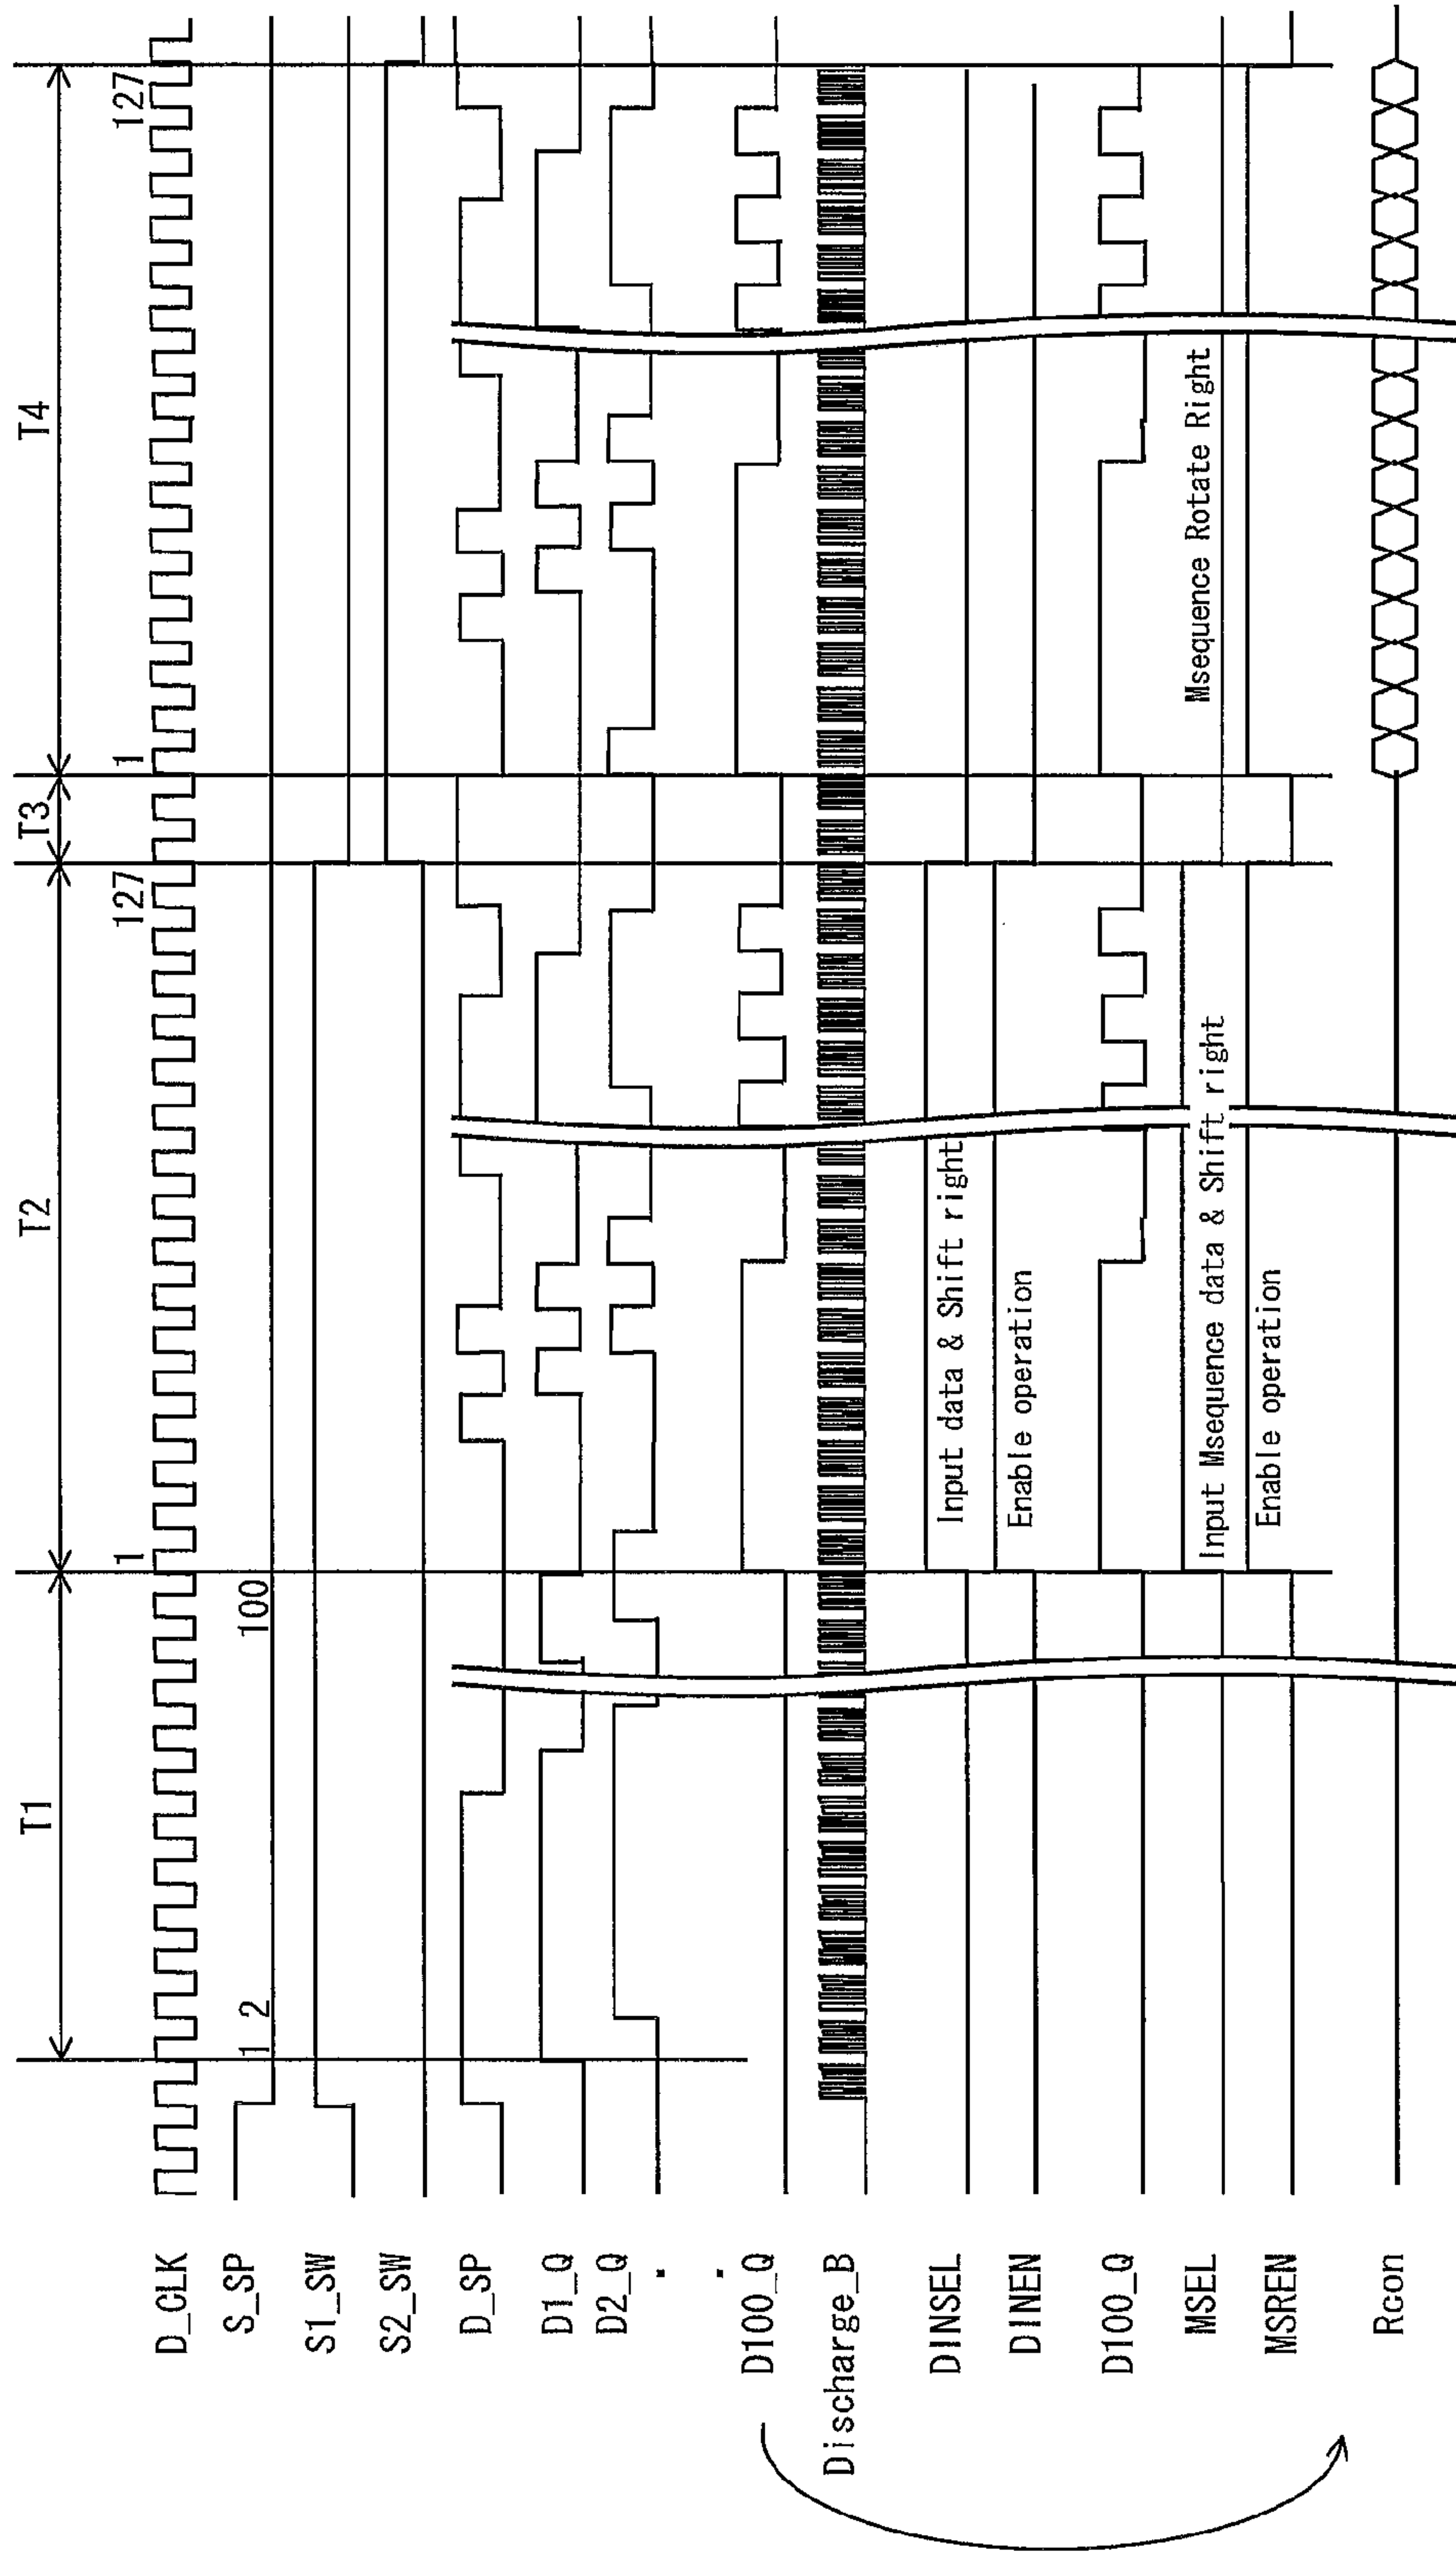 T1 T2 T3 T4
1 127 1 127
D_CLK
1 2 100
S_SP
S1_SW
S2_SW
D_SP
D1_Q
D2_Q
.
.
D100_Q
Discharge_B
DINSEL
Input data & Shift right
DINEN
Enable operation
D100_Q
MSEL
Input Msequence data & Shift right
Msequence Rotate Right
MSREN
Enable operation
Rcon